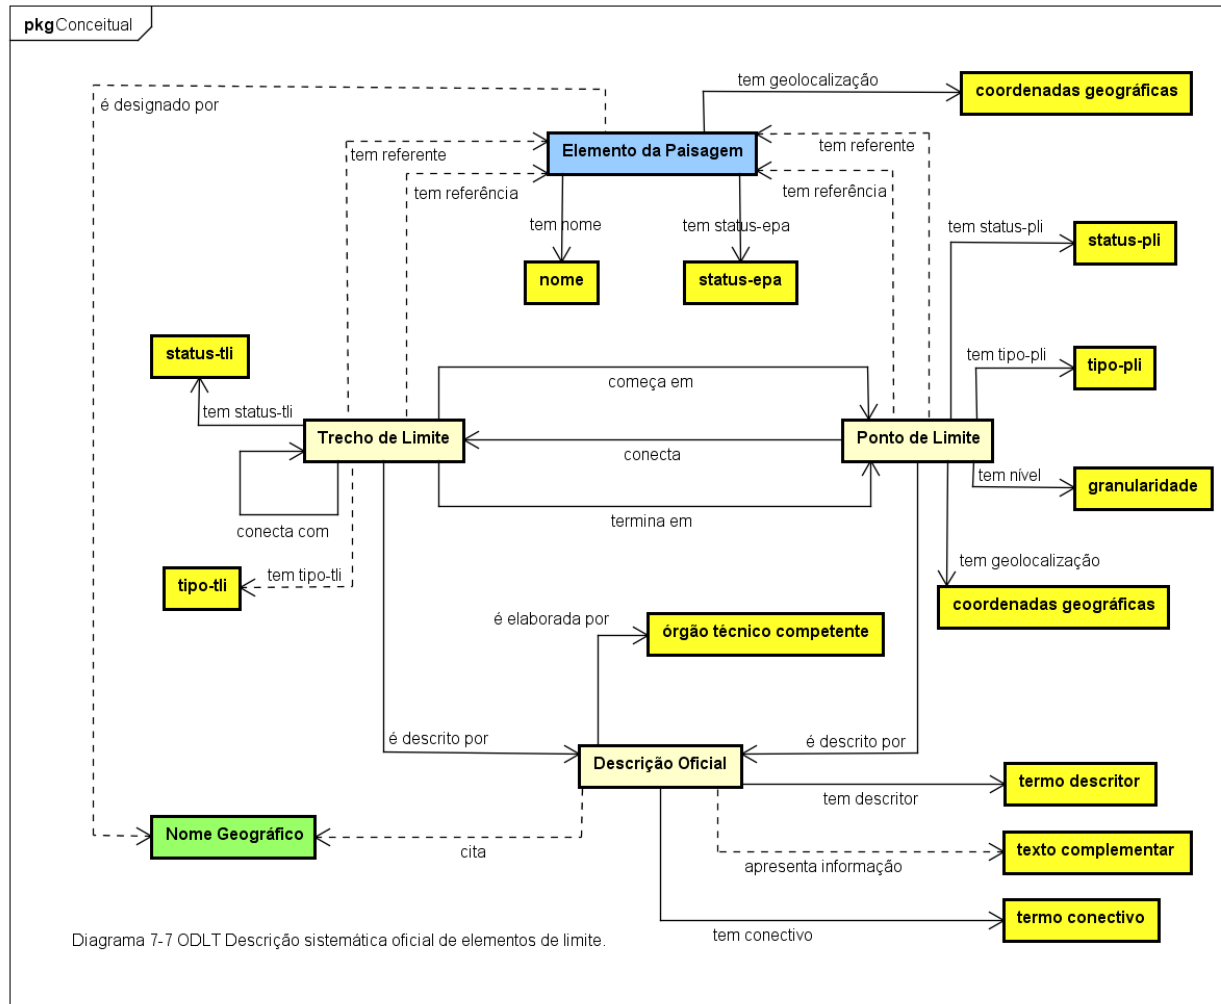 pkgConceitual
tem geolocalização
coordenadas geográficas
é designado por
Elemento da Paisagem
tem referente
tem referente
tem referência
tem referência
tem nome
tem status-epa
tem status-pli
status-pli
nome
status-epa
status-tli
tem tipo-pli
tipo-pli
começa em
tem status-tli
Trecho de Limite
Ponto de Limite
conecta
tem nível
granularidade
conecta com
termina em
tem geolocalização
tipo-tli
tem tipo-tli
coordenadas geográficas
é elaborada por
órgão técnico competente
é descrito por
é descrito por
Descrição Oficial
termo descritor
tem descritor
Nome Geográfico
cita
texto complementar
apresenta informação
termo conectivo
tem conectivo
Diagrama 7-7 ODLT Descrição sistemática oficial de elementos de limite.